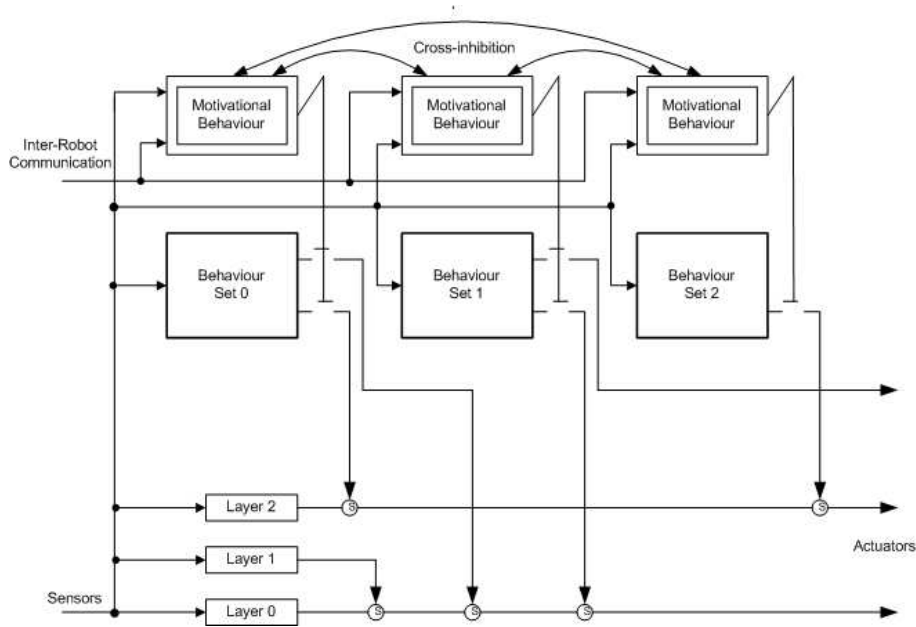 Cross-inhibition
Motivational
Behaviour
Motivational
Behaviour
Motivational
Behaviour
Inter-Robot
Communication
Behaviour
Set 0
Behaviour
Set 1
Behaviour
Set 2
Layer 2
S
S
Layer 1
Actuators
Sensors
Layer 0
S
S
S